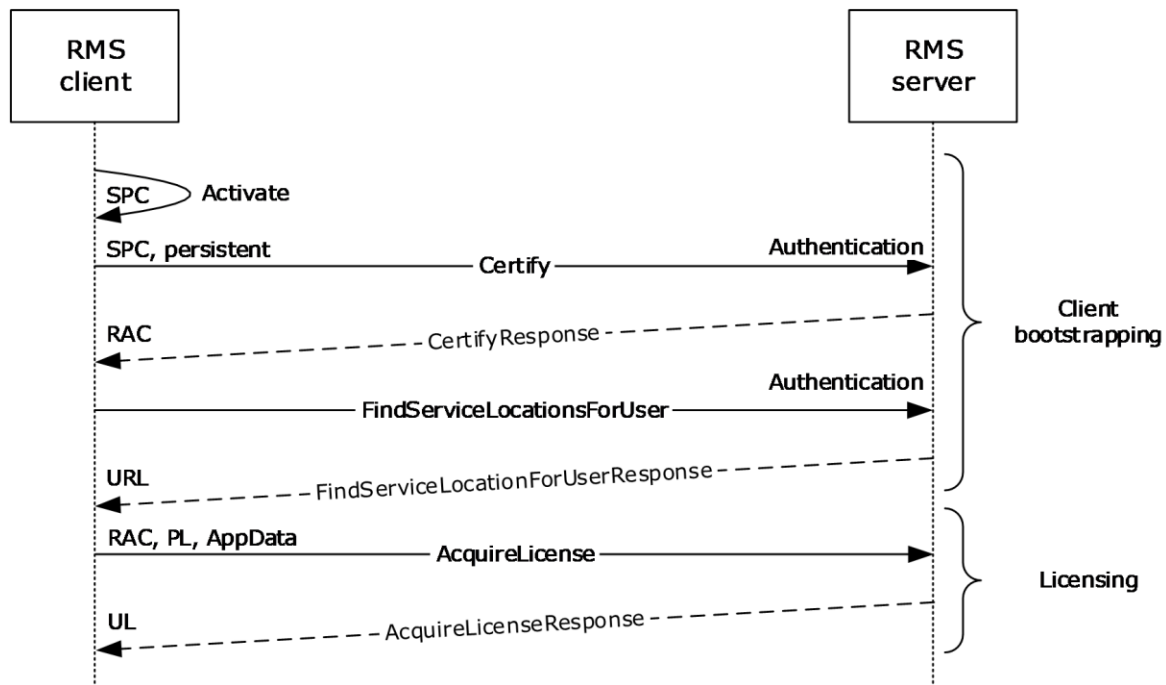 RMS
client
RMS
server
SPC
Activate
SPC, persistent
Authentication
Certify
RAC
CertifyResponse
Client
bootstrapping
Authentication
FindServiceLocationsForUser
URL
FindServiceLocationForUserResponse
RAC, PL, AppData
AcquireLicense
Licensing
UL
AcquireLicenseResponse